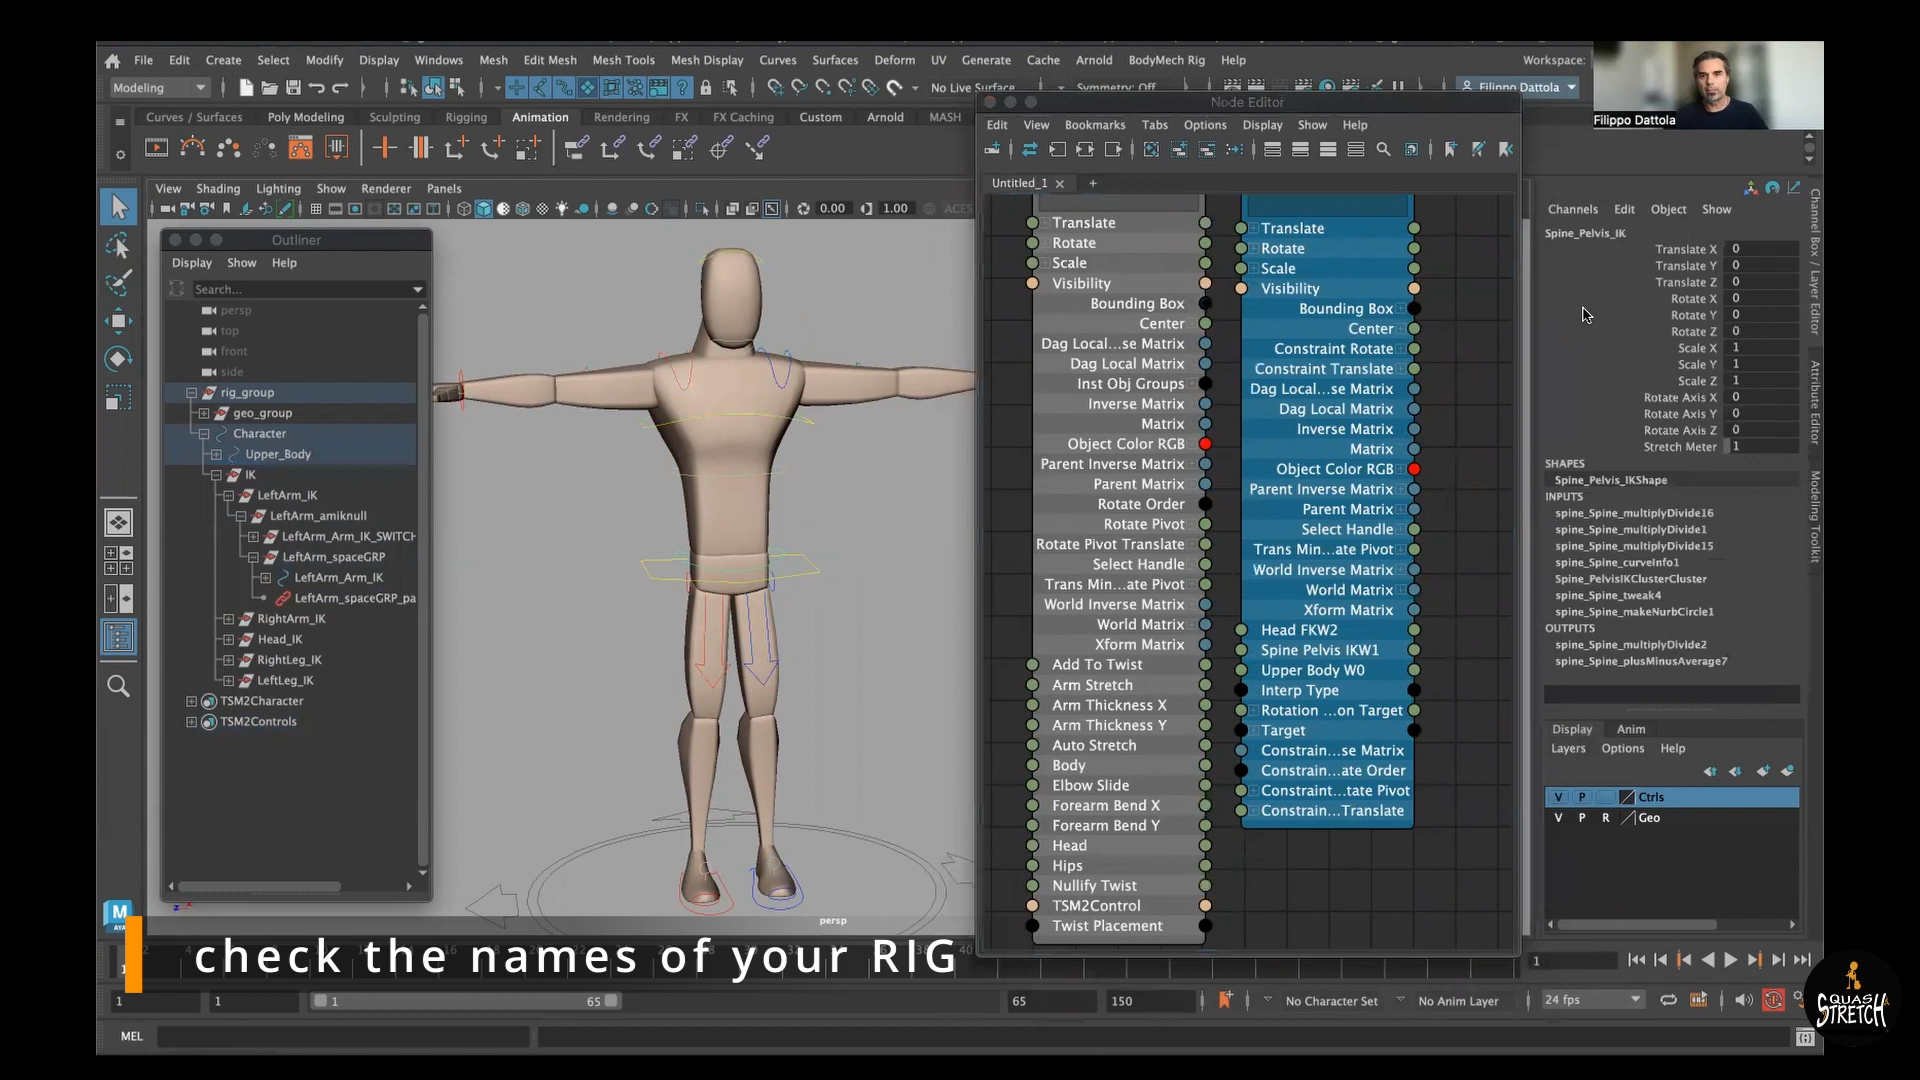 File Edit Create Select Modify Display Windows Mesh Edit Mesh Mesh Tools Mesh Display Curves Surfaces Deform UV Generate Cache Arnold BodyMech Rig Help Workspace:
Modeling No Live Surface Symmetry: Off Filippo Dattola
Filippo Dattola
Curves / Surfaces Poly Modeling Sculpting Rigging Animation Rendering FX FX Caching Custom Arnold MASH
View Shading Lighting Show Renderer Panels
0.00 1.00 ACES
Outliner
Display Show Help
Search...
persp
top
front
side
rig_group
geo_group
Character
Upper_Body
IK
LeftArm_IK
LeftArm_amiknull
LeftArm_Arm_IK_SWITCH
LeftArm_spaceGRP
LeftArm_Arm_IK
LeftArm_spaceGRP_pa
RightArm_IK
Head_IK
RightLeg_IK
LeftLeg_IK
TSM2Character
TSM2Controls
persp
Node Editor
Edit View Bookmarks Tabs Options Display Show Help
Untitled_1
Translate
Rotate
Scale
Visibility
Bounding Box
Center
Dag Local...se Matrix
Dag Local Matrix
Inst Obj Groups
Inverse Matrix
Matrix
Object Color RGB
Parent Inverse Matrix
Parent Matrix
Rotate Order
Rotate Pivot
Rotate Pivot Translate
Select Handle
Trans Min...ate Pivot
World Inverse Matrix
World Matrix
Xform Matrix
Add To Twist
Arm Stretch
Arm Thickness X
Arm Thickness Y
Auto Stretch
Body
Elbow Slide
Forearm Bend X
Forearm Bend Y
Head
Hips
Nullify Twist
TSM2Control
Twist Placement
Translate
Rotate
Scale
Visibility
Bounding Box
Center
Constraint Rotate
Constraint Translate
Dag Local...se Matrix
Dag Local Matrix
Inverse Matrix
Matrix
Object Color RGB
Parent Inverse Matrix
Parent Matrix
Select Handle
Trans Min...ate Pivot
World Inverse Matrix
World Matrix
Xform Matrix
Head FKW2
Spine Pelvis IKW1
Upper Body W0
Interp Type
Rotation ...on Target
Target
Constrain...se Matrix
Constrain...ate Order
Constraint...tate Pivot
Constrain...Translate
Channels Edit Object Show
Spine_Pelvis_IK
Translate X 0
Translate Y 0
Translate Z 0
Rotate X 0
Rotate Y 0
Rotate Z 0
Scale X 1
Scale Y 1
Scale Z 1
Rotate Axis X 0
Rotate Axis Y 0
Rotate Axis Z 0
Stretch Meter 1
SHAPES
Spine_Pelvis_IKShape
INPUTS
spine_Spine_multiplyDivide16
spine_Spine_multiplyDivide1
spine_Spine_multiplyDivide15
spine_Spine_curveInfo1
Spine_PelvisIKClusterCluster
spine_Spine_tweak4
spine_Spine_makeNurbCircle1
OUTPUTS
spine_Spine_multiplyDivide2
spine_Spine_plusMinusAverage7
Display Anim
Layers Options Help
V P Ctrls
V P R Geo
Channel Box / Layer Editor
Attribute Editor
Modeling Toolkit
check the names of your RIG
1
1 1 1 65 65 150 No Character Set No Anim Layer 24 fps
MEL
SQUASH
STRETCH